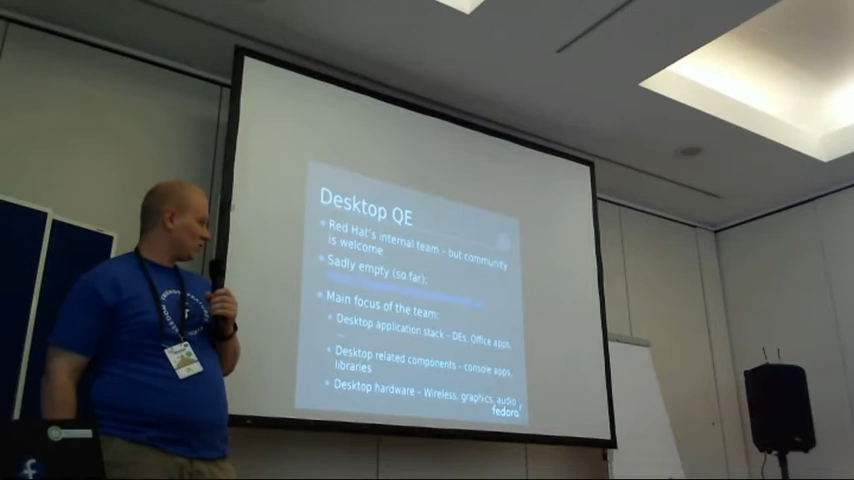 Desktop QE
Red Hat's internal team – but community
is welcome
Sadly empty (so far):
Main focus of the team:
Desktop application stack – DEs, Office apps,
...
Desktop related components – console apps,
libraries
Desktop hardware – Wireless, graphics, audio
fedora